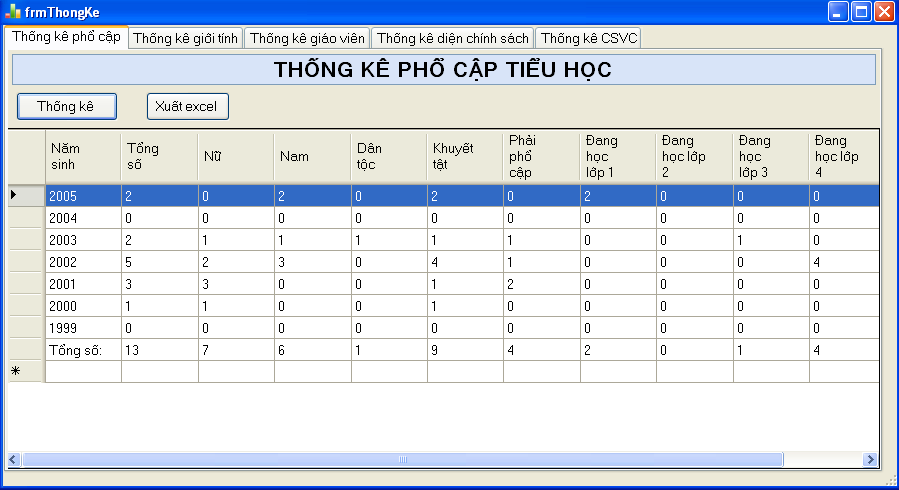 frmThongKe
Thống kê phổ cập Thống kê giới tính Thống kê giáo viên Thống kê diện chính sách Thống kê CSVC
THỐNG KÊ PHỔ CẬP TIỂU HỌC
Thống kê Xuất excel
Năm sinh Tổng số Nữ Nam Dân tộc Khuyết tật Phải phổ cập Đang học lớp 1 Đang học lớp 2 Đang học lớp 3 Đang học lớp 4
2005 2 0 2 0 2 0 2 0 0 0
2004 0 0 0 0 0 0 0 0 0 0
2003 2 1 1 1 1 1 0 0 1 0
2002 5 2 3 0 4 1 0 0 0 4
2001 3 3 0 0 1 2 0 0 0 0
2000 1 1 0 0 1 0 0 0 0 0
1999 0 0 0 0 0 0 0 0 0 0
Tổng số: 13 7 6 1 9 4 2 0 1 4